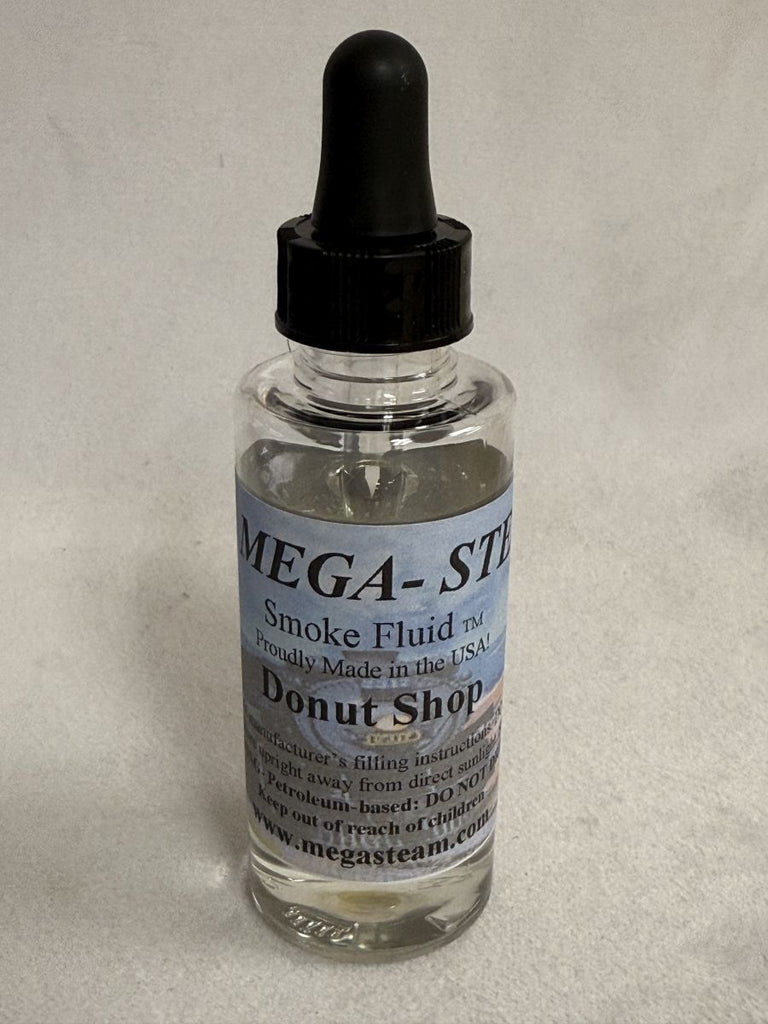 MEGA- STE
Smoke Fluid TM
Proudly Made in the USA!
Donut Shop
manufacturer's filling instructions
upright away from direct sunlight
Petroleum-based: DO NOT
Keep out of reach of children
www.megasteam.com